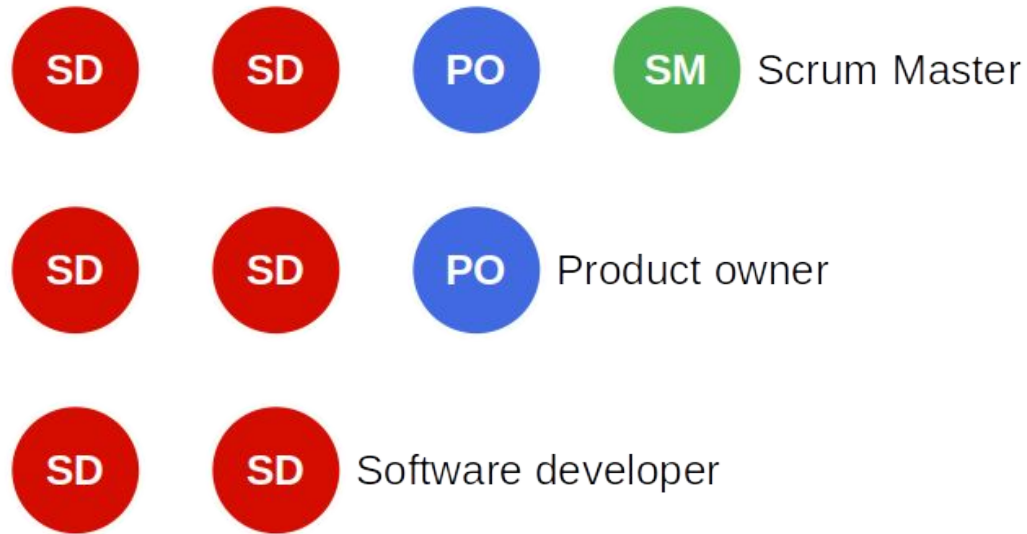 SD SD PO SM Scrum Master
SD SD PO Product owner
SD SD Software developer